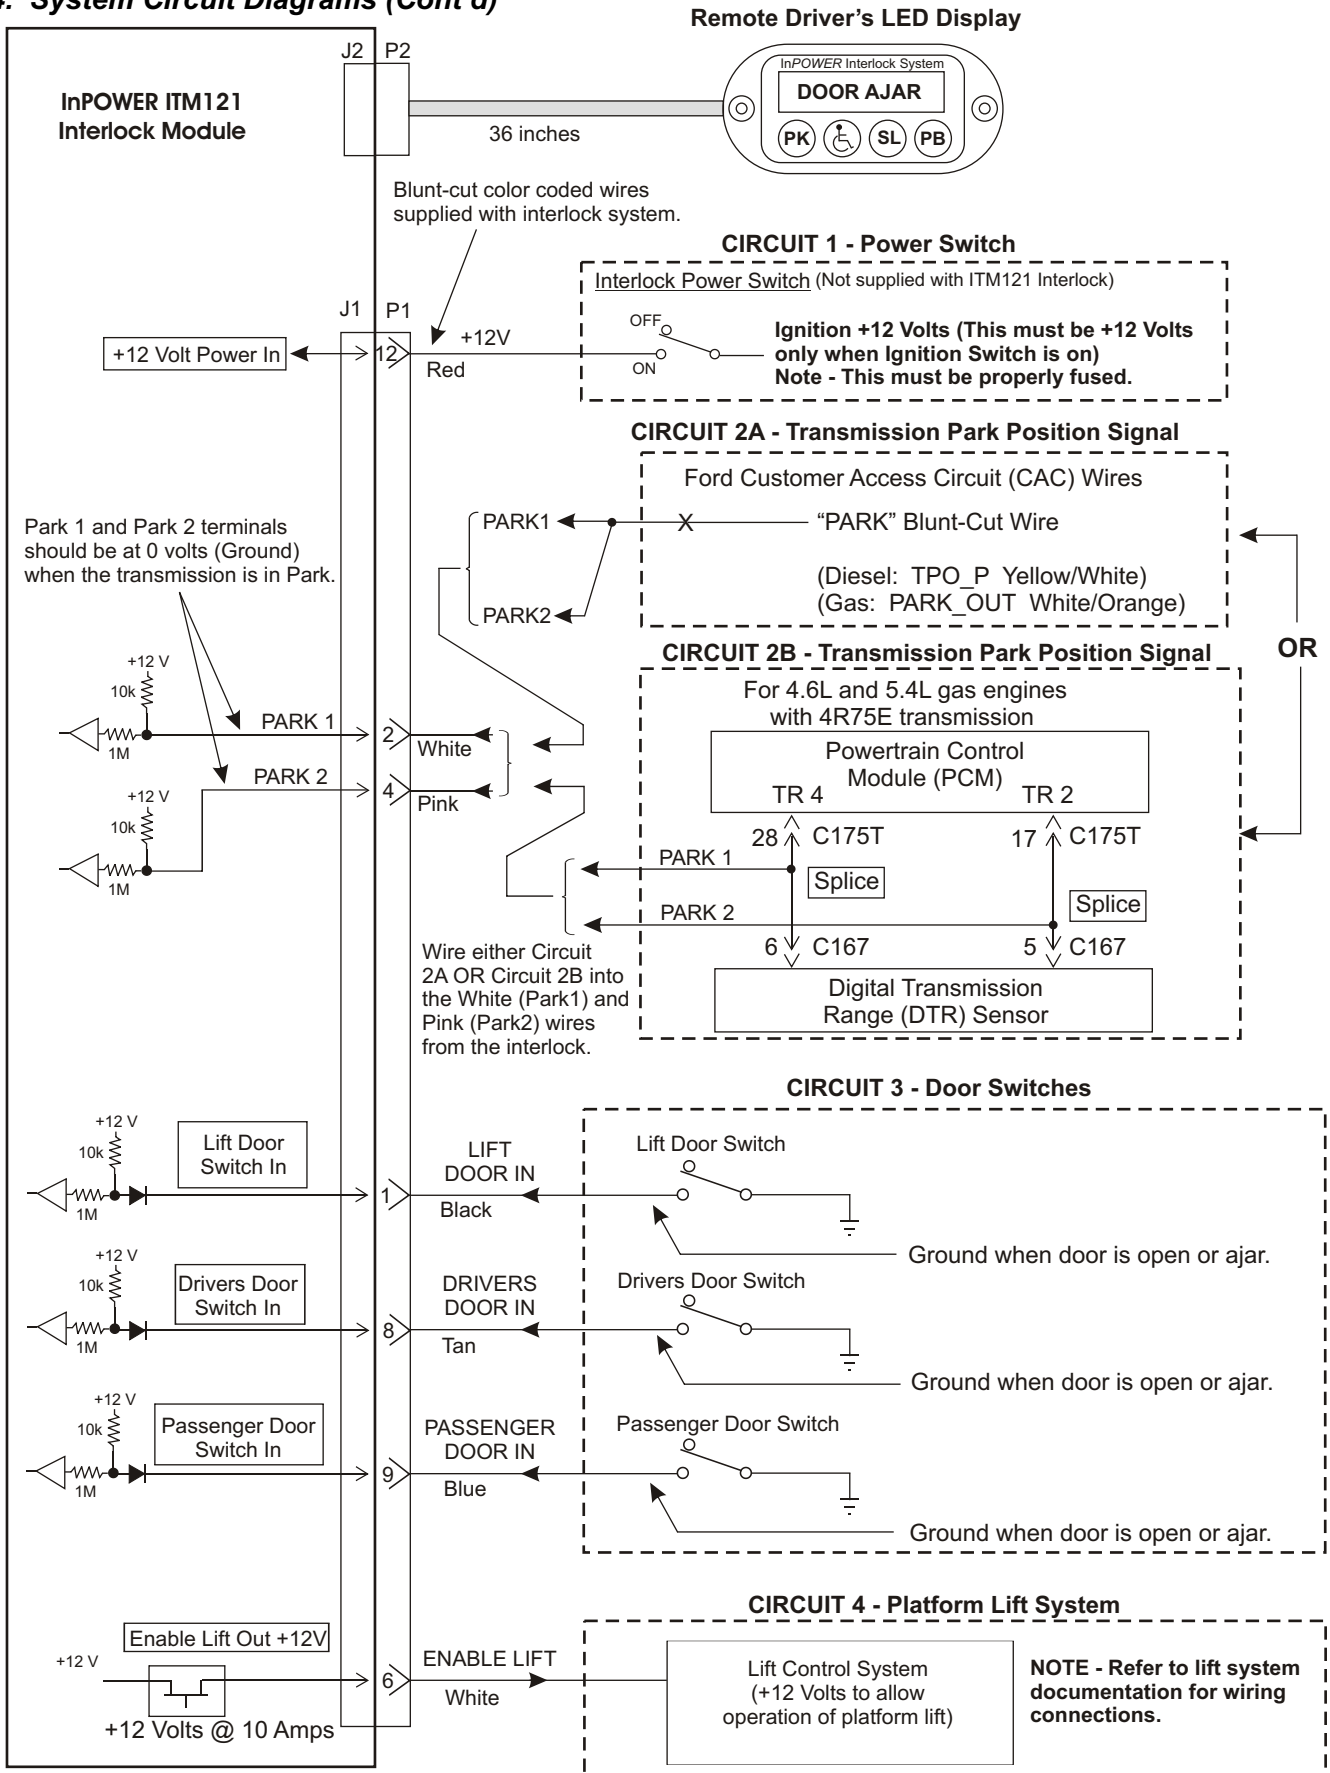 4. System Circuit Diagrams (Cont'd)
Remote Driver's LED Display
J2 P2
InPOWER Interlock System
DOOR AJAR
PK SL PB
InPOWER ITM121
Interlock Module
36 inches
Blunt-cut color coded wires
supplied with interlock system.
CIRCUIT 1 - Power Switch
Interlock Power Switch (Not supplied with ITM121 Interlock)
J1 P1
OFF
ON
Ignition +12 Volts (This must be +12 Volts
only when Ignition Switch is on)
Note - This must be properly fused.
+12 Volt Power In
12
+12V
Red
CIRCUIT 2A - Transmission Park Position Signal
Ford Customer Access Circuit (CAC) Wires
PARK1
X
"PARK" Blunt-Cut Wire
(Diesel: TPO_P Yellow/White)
(Gas: PARK_OUT White/Orange)
PARK2
Park 1 and Park 2 terminals
should be at 0 volts (Ground)
when the transmission is in Park.
OR
CIRCUIT 2B - Transmission Park Position Signal
For 4.6L and 5.4L gas engines
with 4R75E transmission
Powertrain Control
Module (PCM)
TR 4 TR 2
+12 V
10k
1M
PARK 1
2
White
PARK 2
4
Pink
+12 V
10k
1M
28 C175T
17 C175T
PARK 1
Splice
PARK 2
Splice
6 C167
5 C167
Digital Transmission
Range (DTR) Sensor
Wire either Circuit
2A OR Circuit 2B into
the White (Park1) and
Pink (Park2) wires
from the interlock.
CIRCUIT 3 - Door Switches
+12 V
10k
1M
Lift Door
Switch In
1
LIFT
DOOR IN
Black
Lift Door Switch
Ground when door is open or ajar.
+12 V
10k
1M
Drivers Door
Switch In
8
DRIVERS
DOOR IN
Tan
Drivers Door Switch
Ground when door is open or ajar.
+12 V
10k
1M
Passenger Door
Switch In
9
PASSENGER
DOOR IN
Blue
Passenger Door Switch
Ground when door is open or ajar.
CIRCUIT 4 - Platform Lift System
Enable Lift Out +12V
+12 V
+12 Volts @ 10 Amps
6
ENABLE LIFT
White
Lift Control System
(+12 Volts to allow
operation of platform lift)
NOTE - Refer to lift system
documentation for wiring
connections.